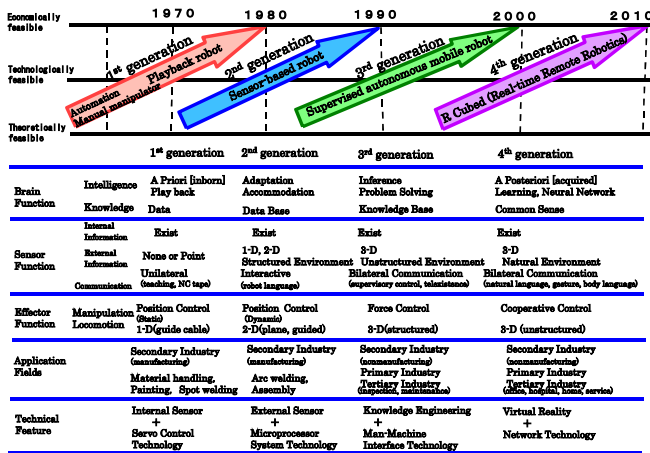 Economically feasible
1970 1980 1990 2000 2010
Technologically feasible
Theoretically feasible
1st generation
Playback robot
Automation
Manual manipulator
2nd generation
Sensor based robot
3rd generation
Supervised autonomous mobile robot
4th generation
R Cubed (Real-time Remote Robotics)
1st generation 2nd generation 3rd generation 4th generation
Brain Function
Intelligence
A Priori [inborn] Adaptation Inference A Posteriori [acquired]
Play back Accommodation Problem Solving Learning, Neural Network
Knowledge Data Data Base Knowledge Base Common Sense
Sensor Function
Internal Information Exist Exist Exist Exist
External Information
None or Point
1-D, 2-D 3-D 3-D
Structured Environment Unstructured Environment Natural Environment
Communication
Unilateral Interactive Bilateral Communication Bilateral Communication
(teaching, NC tape) (robot language) (supervisory control, telexistance) (natural language, gesture, body language)
Effector Function
Manipulation Position Control Position Control Force Control Cooperative Control
(Static) (Dynamic)
Locomotion 1-D(guide cable) 2-D(plane, guided) 3-D(structured) 3-D (unstructured)
Application Fields
Secondary Industry Secondary Industry Secondary Industry Secondary Industry
(manufacturing) (manufacturing) (nonmanufacturing) (nonmanufacturing)
Primary Industry Primary Industry
Material handling, Arc welding, Tertiary Industry Tertiary Industry
Painting, Spot welding Assembly (inspection, maintenance) (office, hospital, home, service)
Technical Feature
Internal Sensor External Sensor Knowledge Engineering Virtual Reality
+ + + +
Servo Control Microprocessor Man-Machine Network Technology
Technology System Technology Interface Technology